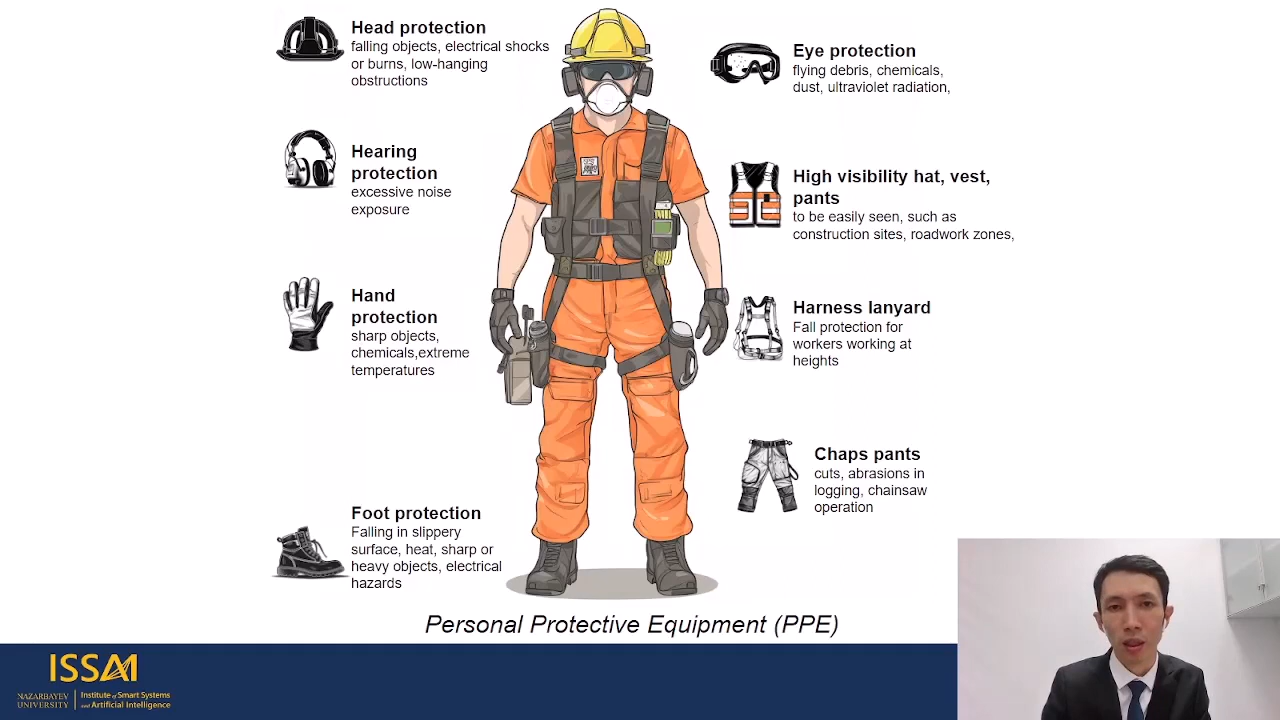 Head protection
falling objects, electrical shocks
or burns, low-hanging
obstructions
Hearing
protection
excessive noise
exposure
Hand
protection
sharp objects,
chemicals,extreme
temperatures
Foot protection
Falling in slippery
surface, heat, sharp or
heavy objects, electrical
hazards
Eye protection
flying debris, chemicals,
dust, ultraviolet radiation,
High visibility hat, vest,
pants
to be easily seen, such as
construction sites, roadwork zones,
Harness lanyard
Fall protection for
workers working at
heights
Chaps pants
cuts, abrasions in
logging, chainsaw
operation
Personal Protective Equipment (PPE)
ISSAI
NAZARBAYEV
UNIVERSITY
Institute of Smart Systems
and Artificial Intelligence